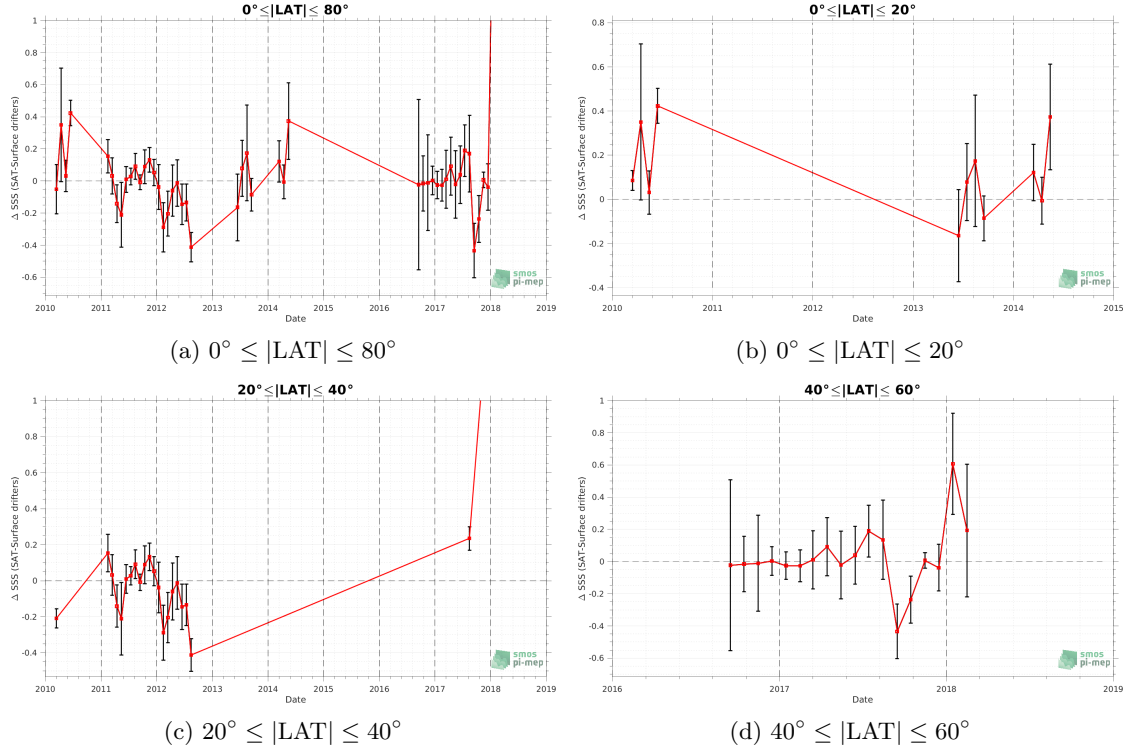 0°≤|LAT|≤ 80°
1
0.8
0.6
0.4
0.2
0
-0.2
-0.4
-0.6
Δ SSS (SAT-Surface drifters)
2010 2011 2012 2013 2014 2015 2016 2017 2018 2019
Date
smos
pi-mep
(a) 0° ≤ |LAT| ≤ 80°
0°≤|LAT|≤ 20°
0.8
0.6
0.4
0.2
0
-0.2
-0.4
Δ SSS (SAT-Surface drifters)
2010 2011 2012 2013 2014 2015
Date
smos
pi-mep
(b) 0° ≤ |LAT| ≤ 20°
20°≤|LAT|≤ 40°
1
0.8
0.6
0.4
0.2
0
-0.2
-0.4
Δ SSS (SAT-Surface drifters)
2010 2011 2012 2013 2014 2015 2016 2017 2018 2019
Date
smos
pi-mep
(c) 20° ≤ |LAT| ≤ 40°
40°≤|LAT|≤ 60°
1
0.8
0.6
0.4
0.2
0
-0.2
-0.4
-0.6
Δ SSS (SAT-Surface drifters)
2016 2017 2018 2019
Date
smos
pi-mep
(d) 40° ≤ |LAT| ≤ 60°